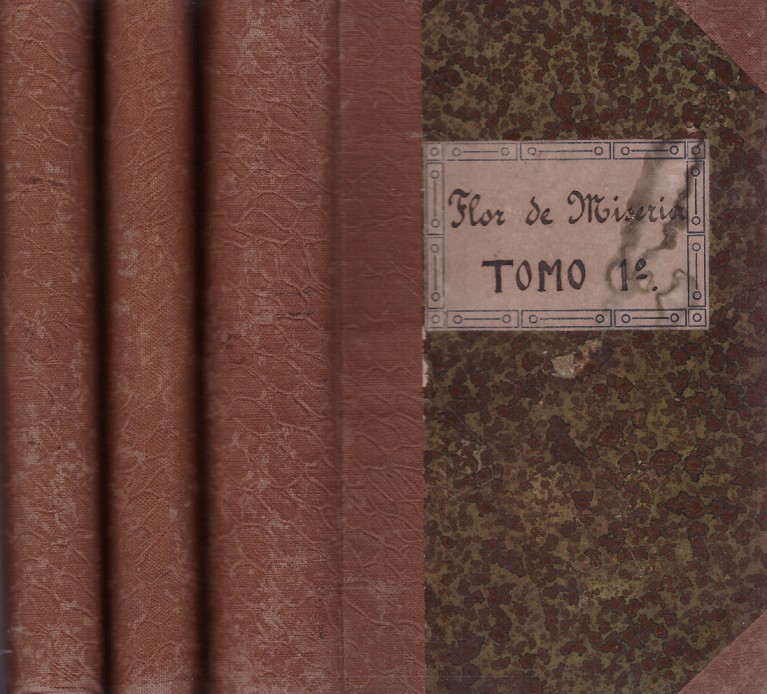 Flor de Miseria
TOMO 1º.